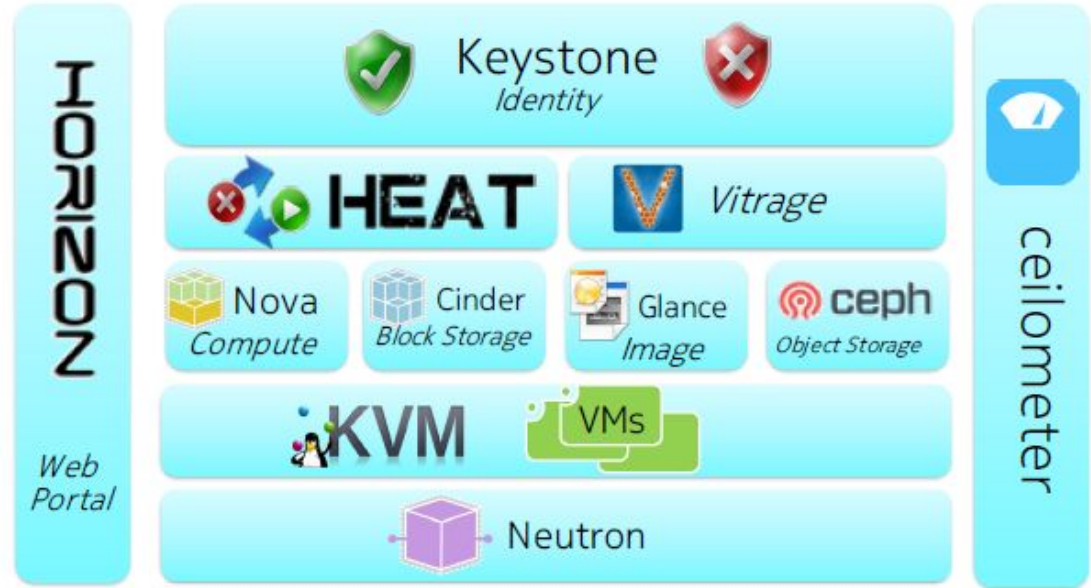 HORIZON
Web
Portal
Keystone
Identity
HEAT
V
Vitrage
Nova
Compute
Cinder
Block Storage
Glance
Image
ceph
Object Storage
KVM
VMs
Neutron
ceilometer